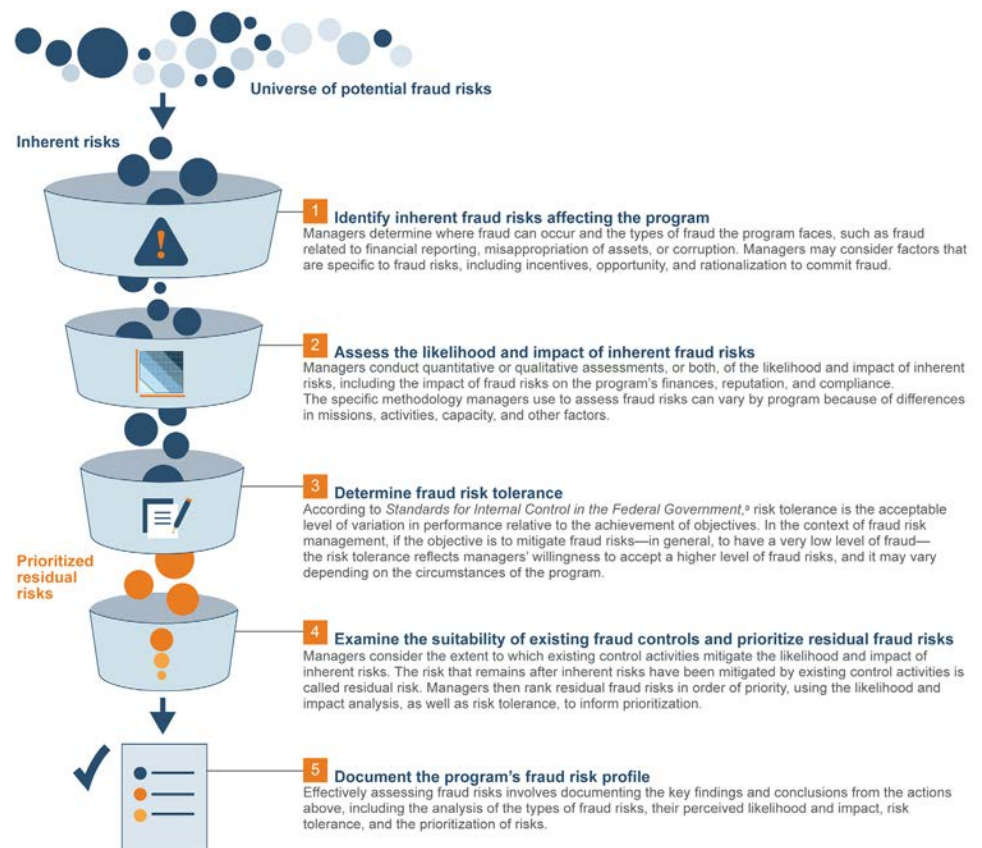 Universe of potential fraud risks
Inherent risks
1 Identify inherent fraud risks affecting the program
Managers determine where fraud can occur and the types of fraud the program faces, such as fraud
related to financial reporting, misappropriation of assets, or corruption. Managers may consider factors that
are specific to fraud risks, including incentives, opportunity, and rationalization to commit fraud.
2 Assess the likelihood and impact of inherent fraud risks
Managers conduct quantitative or qualitative assessments, or both, of the likelihood and impact of inherent
risks, including the impact of fraud risks on the program's finances, reputation, and compliance.
The specific methodology managers use to assess fraud risks can vary by program because of differences
in missions, activities, capacity, and other factors.
3 Determine fraud risk tolerance
According to Standards for Internal Control in the Federal Government,ª risk tolerance is the acceptable
level of variation in performance relative to the achievement of objectives. In the context of fraud risk
management, if the objective is to mitigate fraud risks—in general, to have a very low level of fraud—
the risk tolerance reflects managers' willingness to accept a higher level of fraud risks, and it may vary
depending on the circumstances of the program.
Prioritized
residual
risks
4 Examine the suitability of existing fraud controls and prioritize residual fraud risks
Managers consider the extent to which existing control activities mitigate the likelihood and impact of
inherent risks. The risk that remains after inherent risks have been mitigated by existing control activities is
called residual risk. Managers then rank residual fraud risks in order of priority, using the likelihood and
impact analysis, as well as risk tolerance, to inform prioritization.
5 Document the program's fraud risk profile
Effectively assessing fraud risks involves documenting the key findings and conclusions from the actions
above, including the analysis of the types of fraud risks, their perceived likelihood and impact, risk
tolerance, and the prioritization of risks.